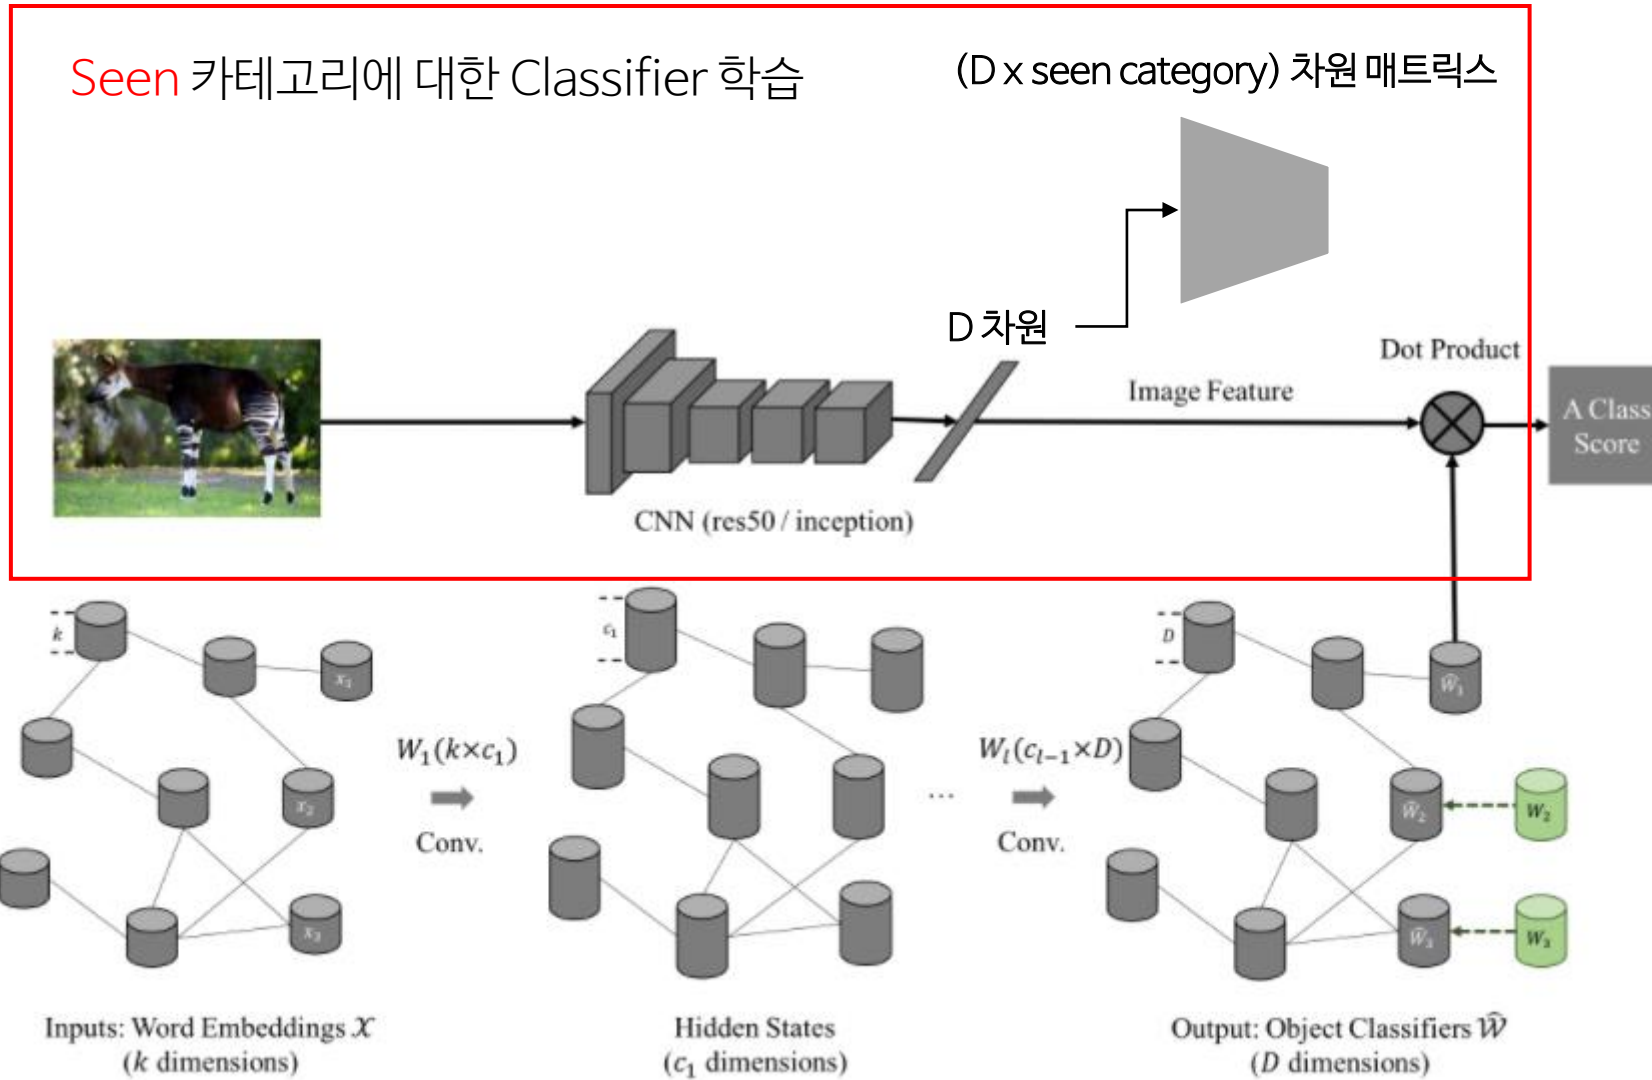 Seen 카테고리에 대한 Classifier 학습
(D x seen category) 차원 매트릭스
D 차원
Dot Product
Image Feature
A Class
Score
CNN (res50 / inception)
k
x₁
x₂
x₃
W₁(k×c₁)
Conv.
c₁
...
Wₗ(cₗ₋₁×D)
Conv.
D
Ŵ₁
Ŵ₂
W₂
Ŵ₃
W₃
Inputs: Word Embeddings 𝒳
(k dimensions)
Hidden States
(c₁ dimensions)
Output: Object Classifiers 𝒲̂
(D dimensions)